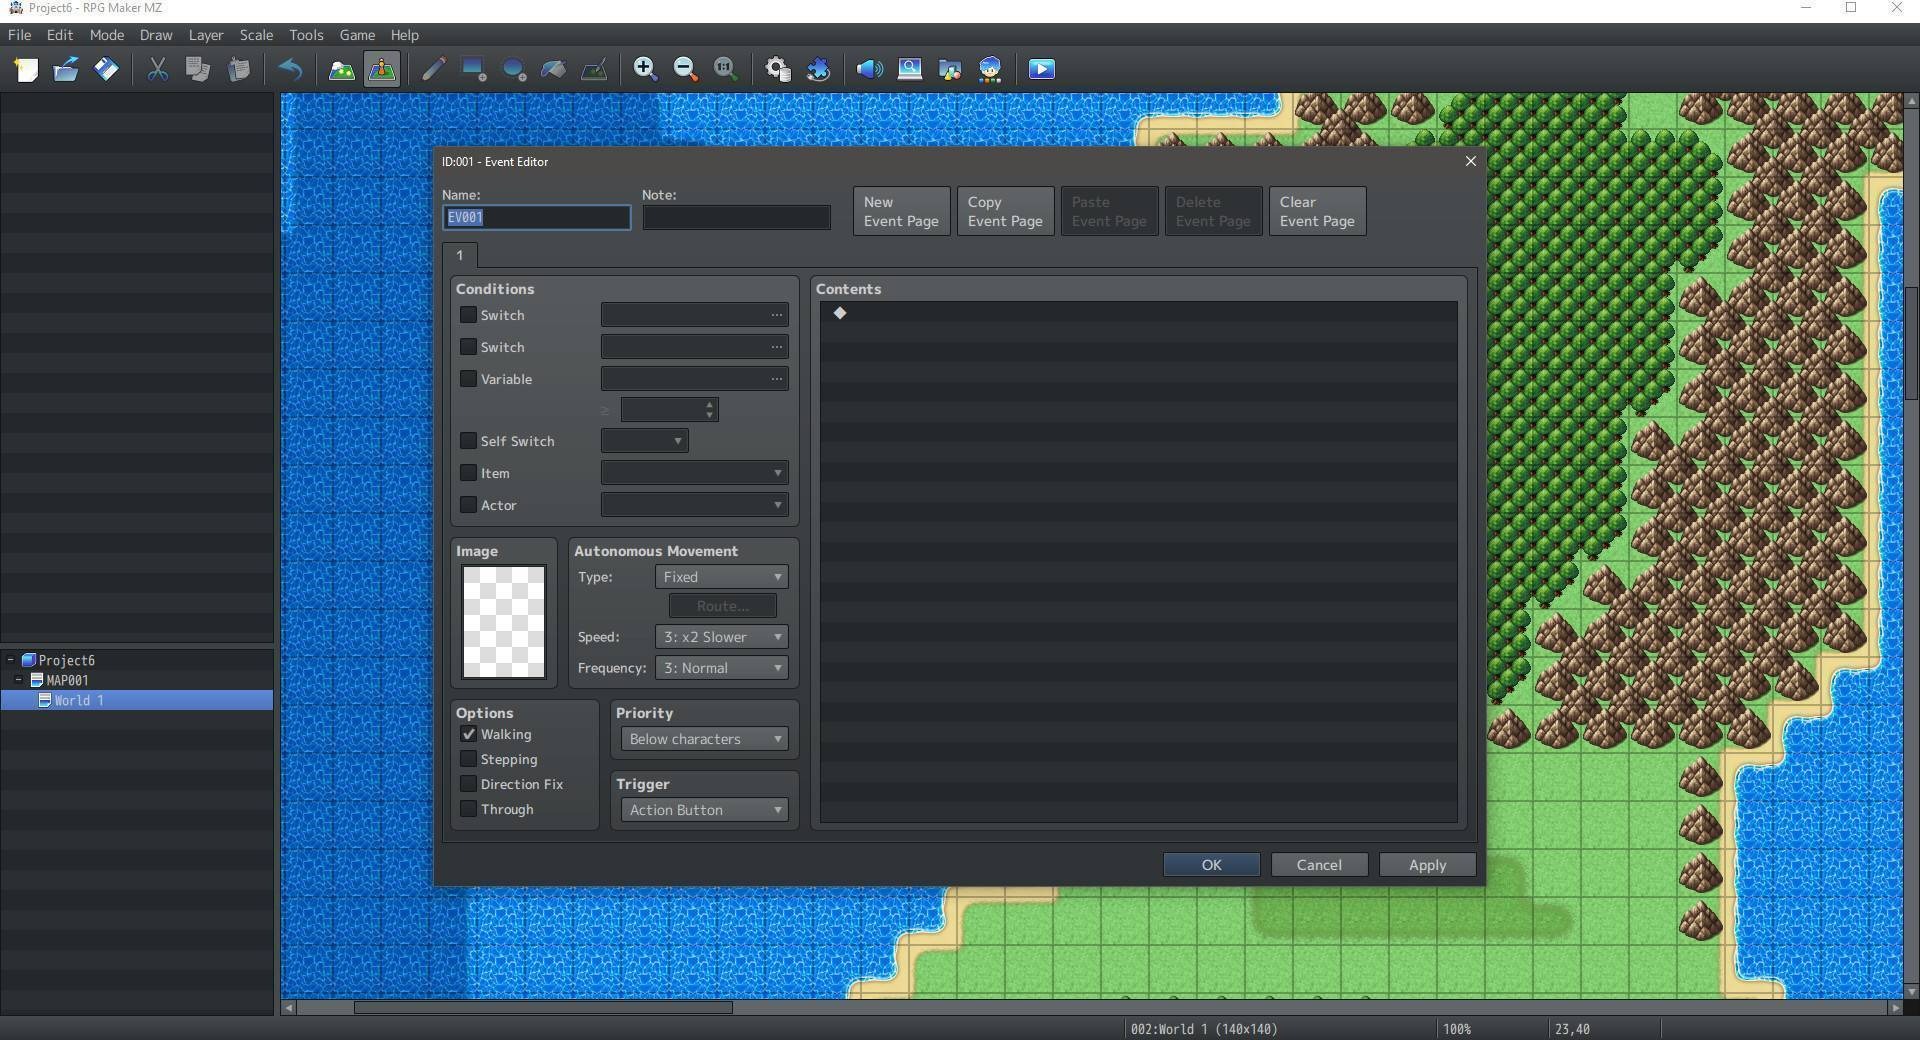 Project6 - RPG Maker MZ
File Edit Mode Draw Layer Scale Tools Game Help
1:1
ID:001 - Event Editor
Name:
Note:
EV001
New
Event Page
Copy
Event Page
Paste
Event Page
Delete
Event Page
Clear
Event Page
1
Conditions
Switch ...
Switch ...
Variable ...
≥
Self Switch
Item
Actor
Image
Autonomous Movement
Type: Fixed
Route...
Speed: 3: x2 Slower
Frequency: 3: Normal
Options
Walking
Stepping
Direction Fix
Through
Priority
Below characters
Trigger
Action Button
Contents
OK Cancel Apply
Project6
MAP001
World 1
002:World 1 (140x140) 100% 23,40